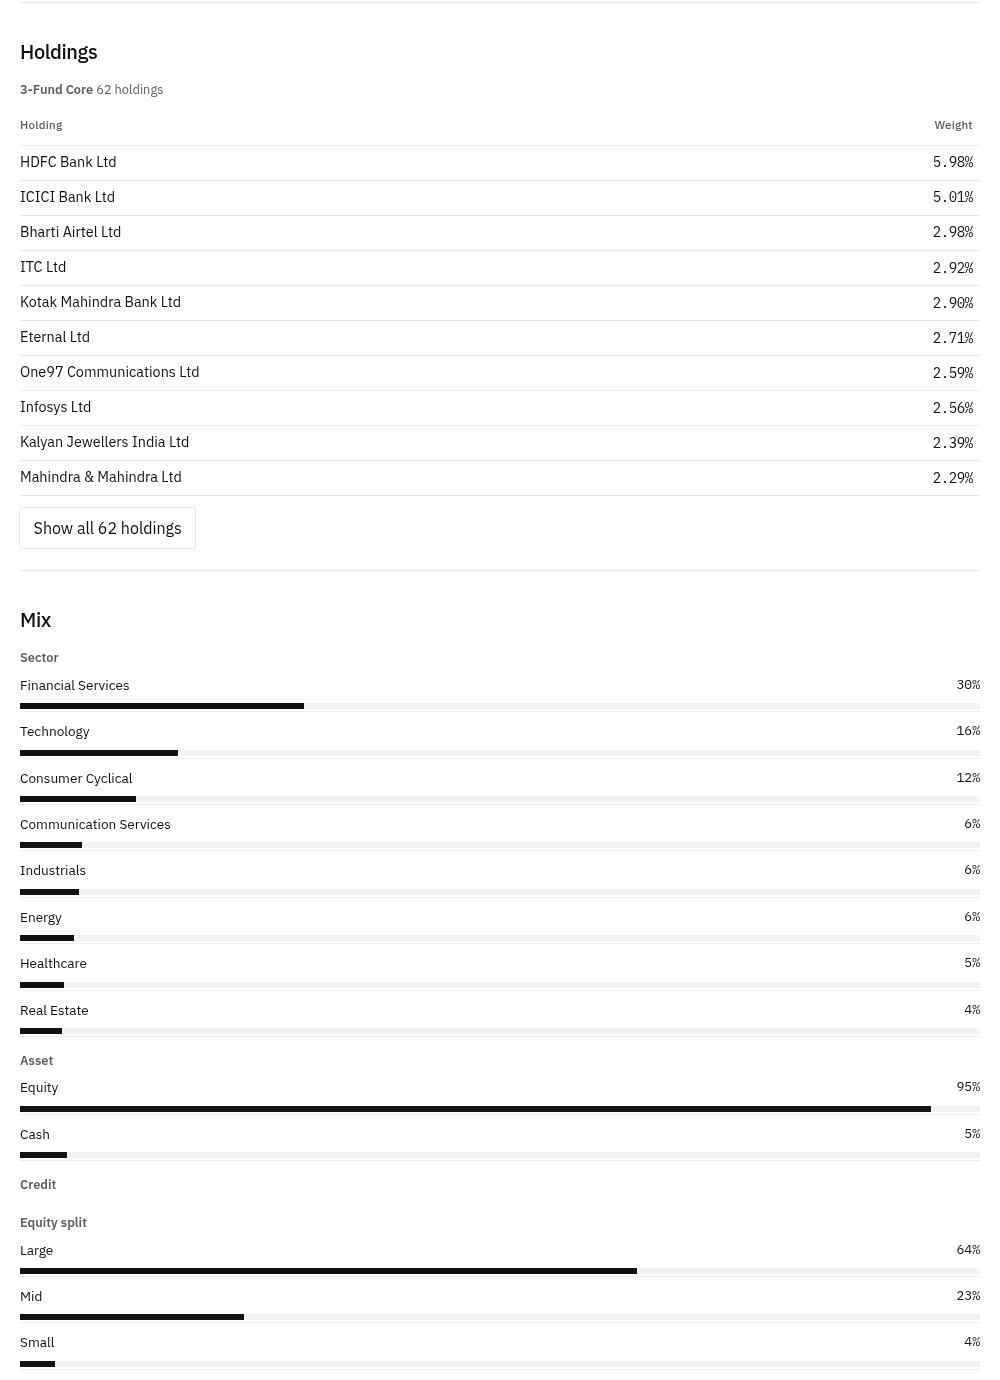 Holdings
3-Fund Core 62 holdings
Holding Weight
HDFC Bank Ltd 5.98%
ICICI Bank Ltd 5.01%
Bharti Airtel Ltd 2.98%
ITC Ltd 2.92%
Kotak Mahindra Bank Ltd 2.90%
Eternal Ltd 2.71%
One97 Communications Ltd 2.59%
Infosys Ltd 2.56%
Kalyan Jewellers India Ltd 2.39%
Mahindra & Mahindra Ltd 2.29%
Show all 62 holdings
Mix
Sector
Financial Services 30%
Technology 16%
Consumer Cyclical 12%
Communication Services 6%
Industrials 6%
Energy 6%
Healthcare 5%
Real Estate 4%
Asset
Equity 95%
Cash 5%
Credit
Equity split
Large 64%
Mid 23%
Small 4%